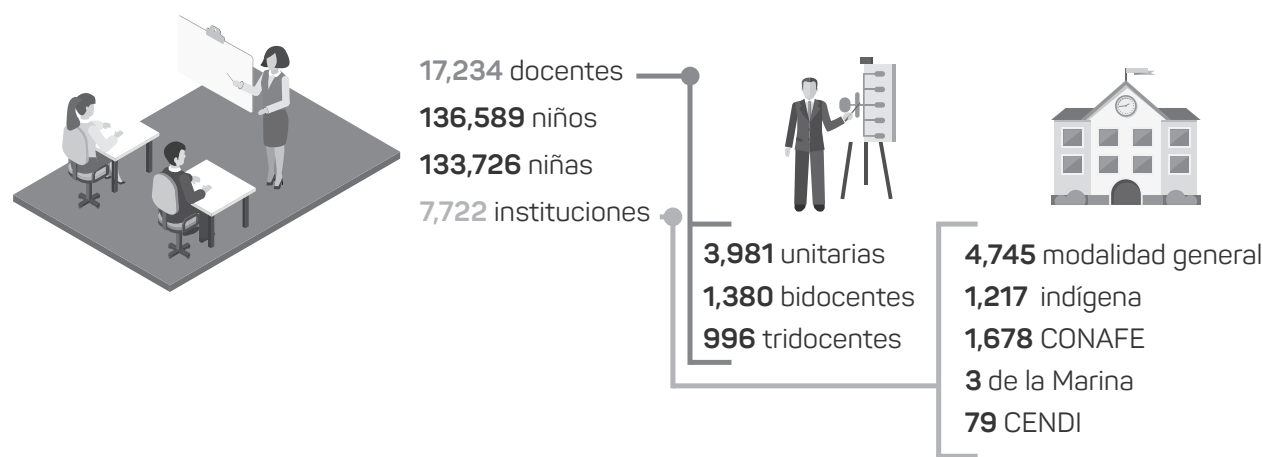 17,234 docentes
136,589 niños
133,726 niñas
7,722 instituciones
3,981 unitarias
1,380 bidocentes
996 tridocentes
4,745 modalidad general
1,217 indígena
1,678 CONAFE
3 de la Marina
79 CENDI